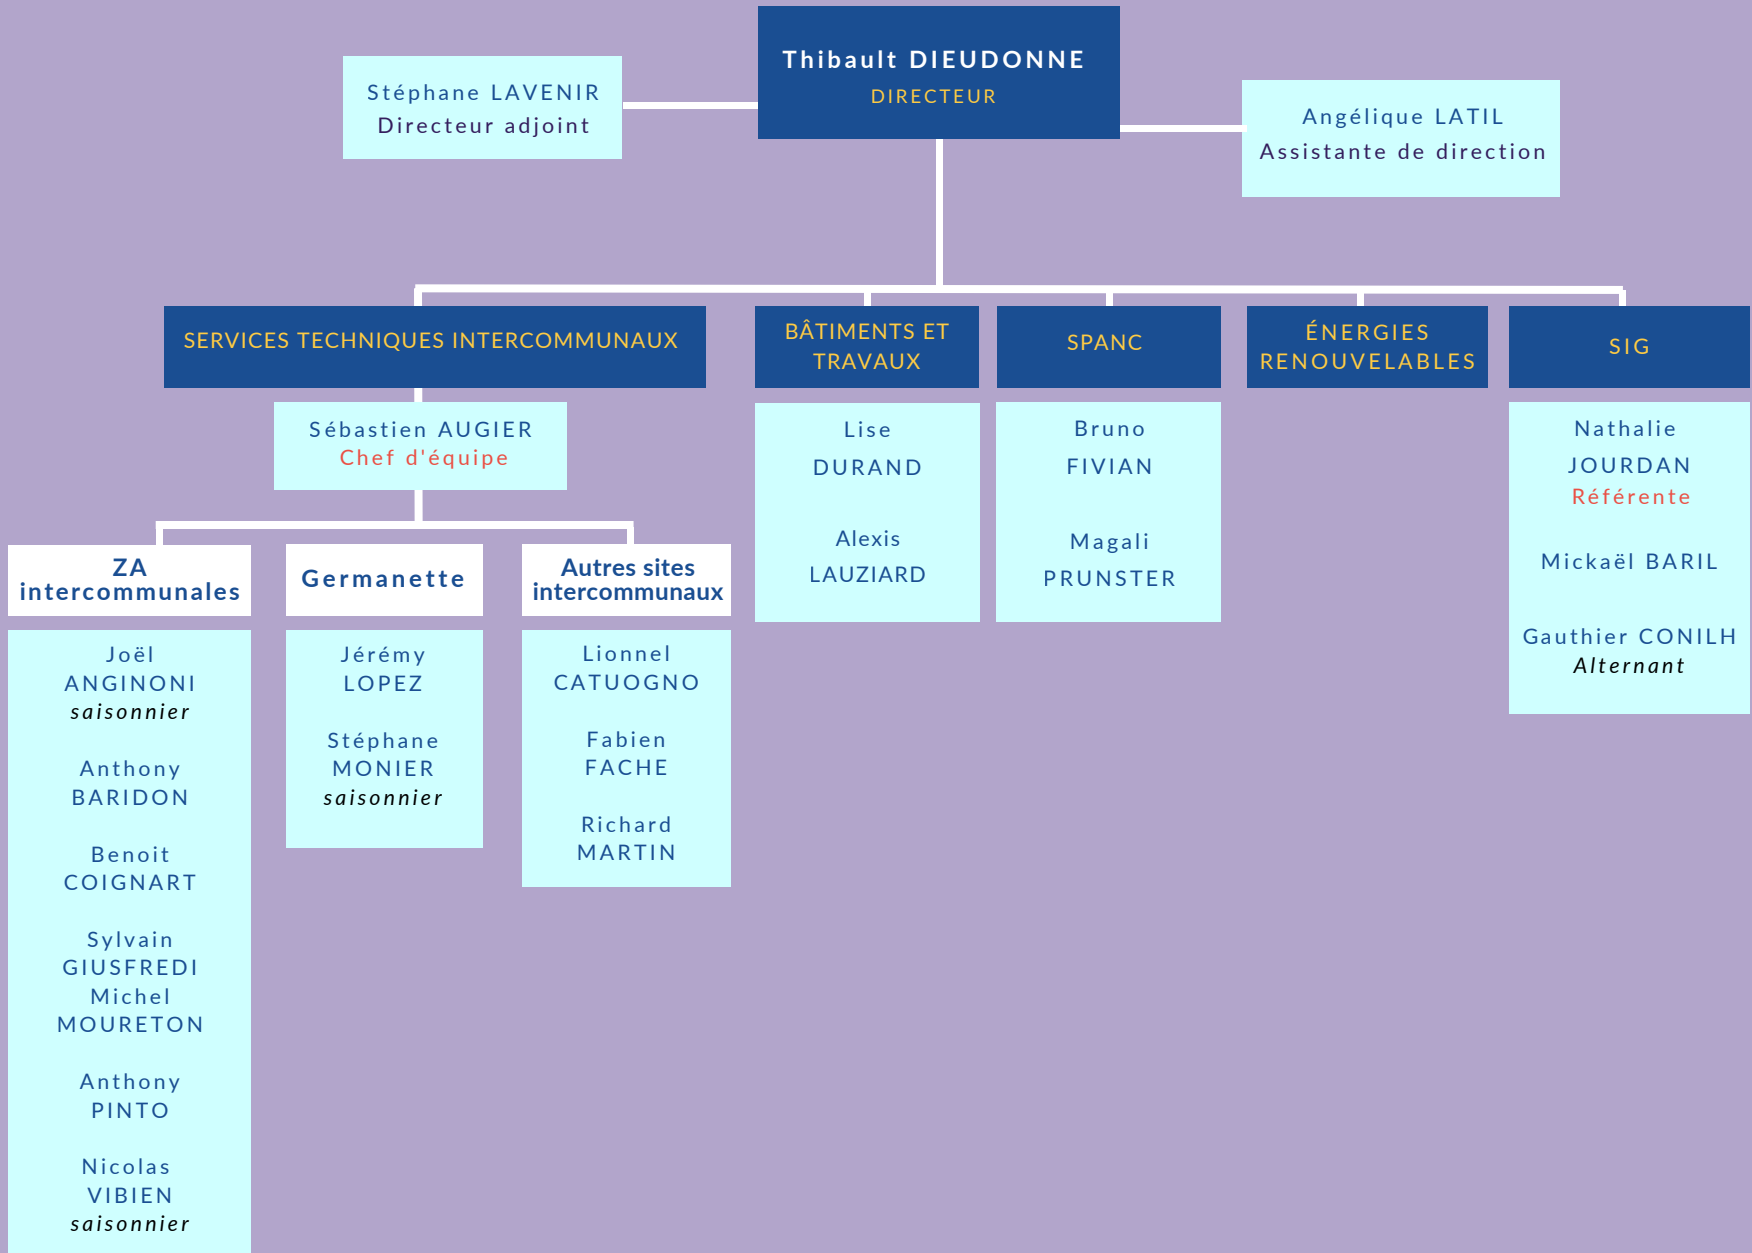 Thibault DIEUDONNE
DIRECTEUR
Stéphane LAVENIR
Directeur adjoint
Angélique LATIL
Assistante de direction
SERVICES TECHNIQUES INTERCOMMUNAUX
Sébastien AUGIER
Chef d'équipe
ZA
intercommunales
Joël
ANGINONI
saisonnier
Anthony
BARIDON
Benoit
COIGNART
Sylvain
GIUSFREDI
Michel
MOURETON
Anthony
PINTO
Nicolas
VIBIEN
saisonnier
Germanette
Jérémy
LOPEZ
Stéphane
MONIER
saisonnier
Autres sites
intercommunaux
Lionnel
CATUOGNO
Fabien
FACHE
Richard
MARTIN
BÂTIMENTS ET
TRAVAUX
Lise
DURAND
Alexis
LAUZIARD
SPANC
Bruno
FIVIAN
Magali
PRUNSTER
ÉNERGIES
RENOUVELABLES
SIG
Nathalie
JOURDAN
Référente
Mickaël BARIL
Gauthier CONILH
Alternant